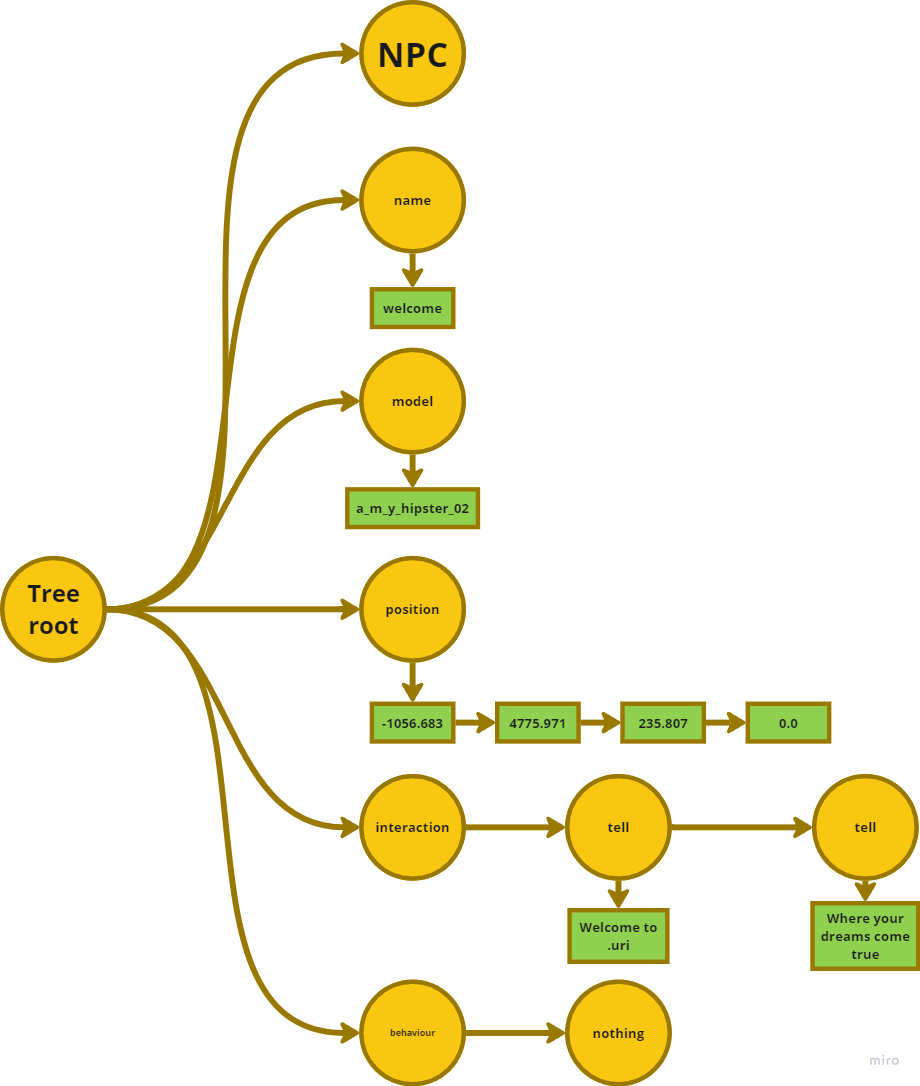 NPC
name
welcome
model
a_m_y_hipster_02
Tree
root
position
-1056.683
4775.971
235.807
0.0
interaction
tell
tell
Welcome to
.uri
Where your
dreams come
true
behaviour
nothing
miro